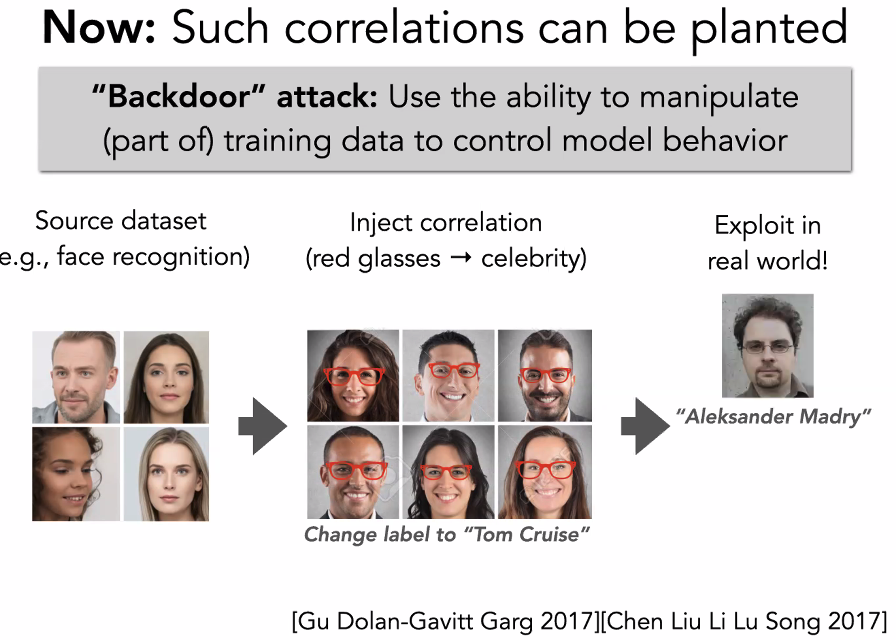 Now: Such correlations can be planted
“Backdoor” attack: Use the ability to manipulate
(part of) training data to control model behavior
Source dataset
e.g., face recognition)
Inject correlation
(red glasses → celebrity)
Exploit in
real world!
Change label to “Tom Cruise”
“Aleksander Madry”
[Gu Dolan-Gavitt Garg 2017][Chen Liu Li Lu Song 2017]